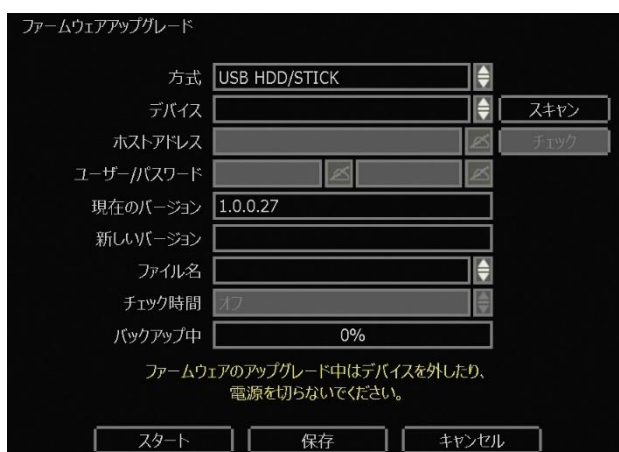 ファームウェアアップグレード
方式 USB HDD/STICK
デバイス スキャン
ホストアドレス チェック
ユーザー/パスワード
現在のバージョン 1.0.0.27
新しいバージョン
ファイル名
チェック時間 オフ
バックアップ中 0%
ファームウェアのアップグレード中はデバイスを外したり、
電源を切らないでください。
スタート 保存 キャンセル